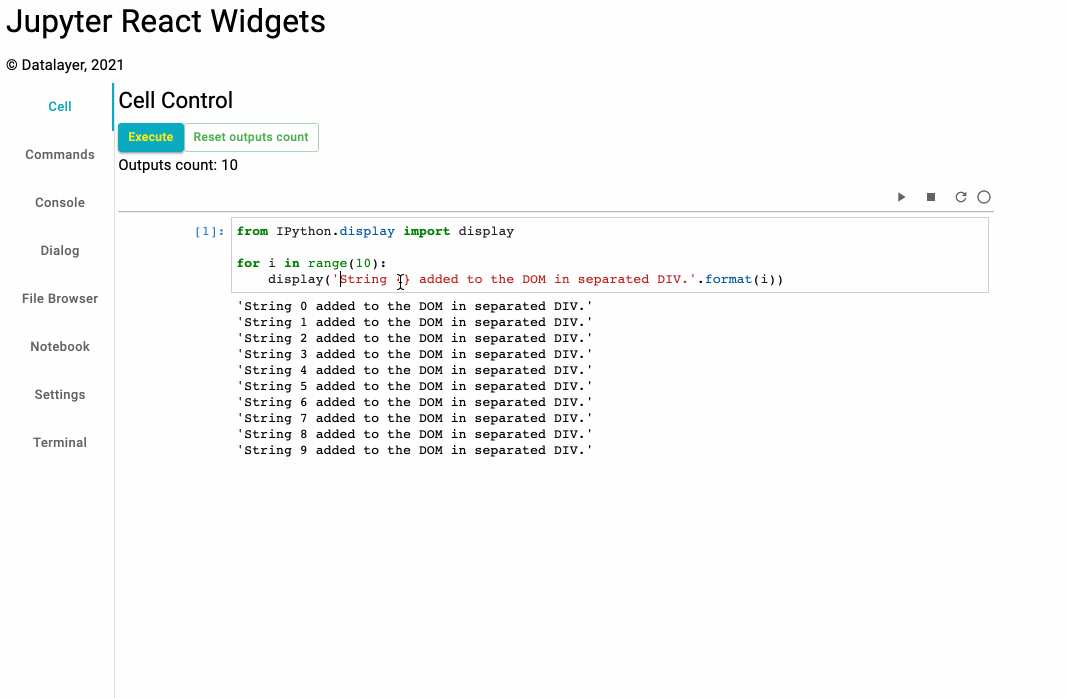 Jupyter React Widgets
© Datalayer, 2021
Cell
Commands
Console
Dialog
File Browser
Notebook
Settings
Terminal
Cell Control
Execute Reset outputs count
Outputs count: 10
[1]: from IPython.display import display
for i in range(10):
    display('String {} added to the DOM in separated DIV.'.format(i))
'String 0 added to the DOM in separated DIV.'
'String 1 added to the DOM in separated DIV.'
'String 2 added to the DOM in separated DIV.'
'String 3 added to the DOM in separated DIV.'
'String 4 added to the DOM in separated DIV.'
'String 5 added to the DOM in separated DIV.'
'String 6 added to the DOM in separated DIV.'
'String 7 added to the DOM in separated DIV.'
'String 8 added to the DOM in separated DIV.'
'String 9 added to the DOM in separated DIV.'